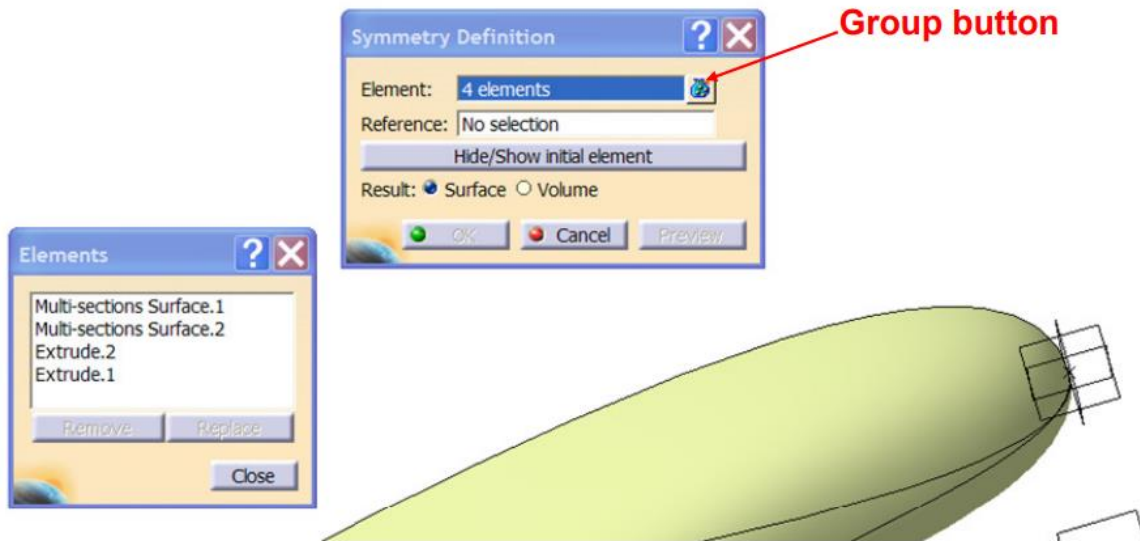 Group button
Symmetry Definition
Element: 4 elements
Reference: No selection
Hide/Show initial element
Result: Surface Volume
OK Cancel Preview
Elements
Multi-sections Surface.1
Multi-sections Surface.2
Extrude.2
Extrude.1
Remove Replace
Close